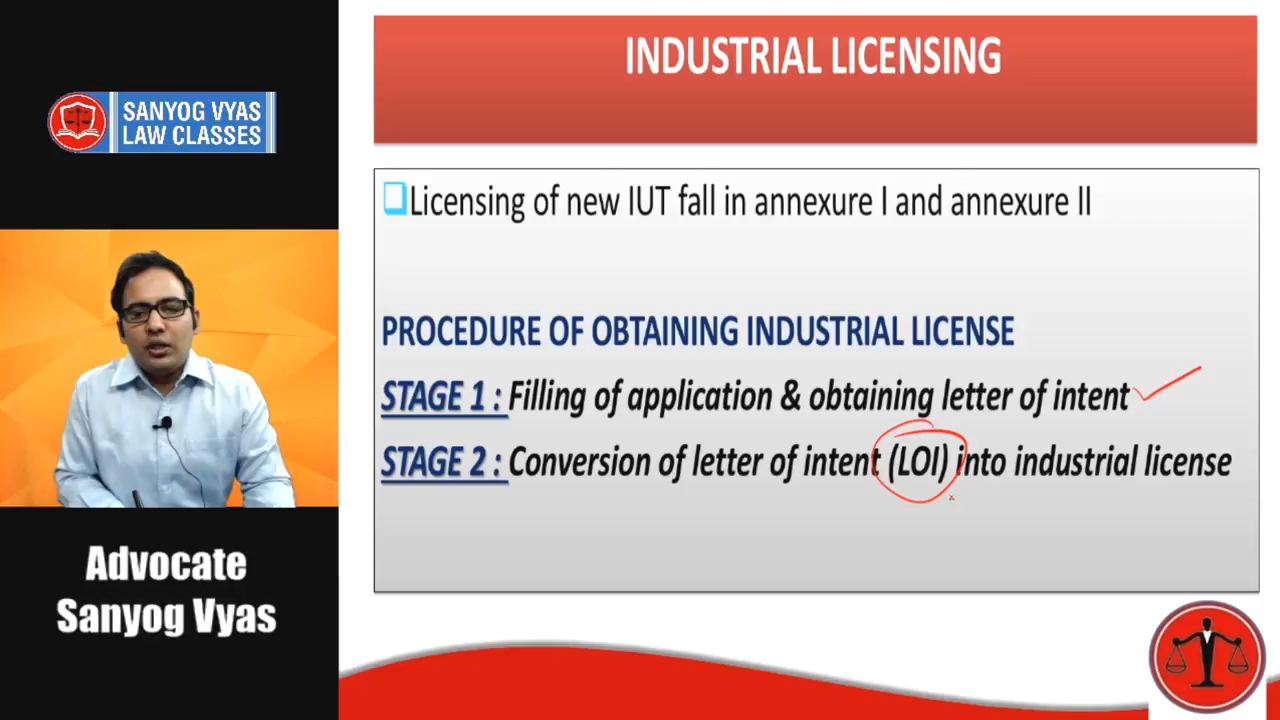 SANYOG VYAS
LAW CLASSES
Advocate
Sanyog Vyas
INDUSTRIAL LICENSING
Licensing of new IUT fall in annexure I and annexure II
PROCEDURE OF OBTAINING INDUSTRIAL LICENSE
STAGE 1 : Filling of application & obtaining letter of intent
STAGE 2 : Conversion of letter of intent (LOI) into industrial license